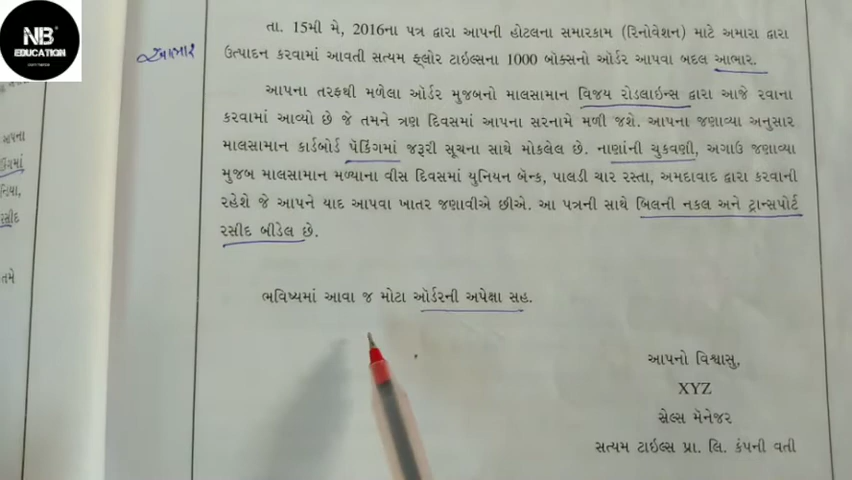 NB
EDUCATION
તા. 15મી મે, 2016ના પત્ર દ્વારા આપની હોટલના સમારકામ (રિનોવેશન) માટે અમારા દ્વારા
ઉત્પાદન કરવામાં આવતી સત્યમ ફ્લોર ટાઇલ્સના 1000 બૉક્સનો ઑર્ડર આપવા બદલ આભાર.
આપના તરફથી મળેલા ઑર્ડર મુજબનો માલસામાન વિજય રોડલાઇન્સ દ્વારા આજે રવાના
કરવામાં આવ્યો છે જે તમને ત્રણ દિવસમાં આપના સરનામે મળી જશે. આપના જણાવ્યા અનુસાર
માલસામાન કાર્ડબોર્ડ પૅકિંગમાં જરૂરી સૂચના સાથે મોકલેલ છે. નાણાંની ચુકવણી, અગાઉ જણાવ્યા
મુજબ માલસામાન મળ્યાના વીસ દિવસમાં યુનિયન બૅન્ક, પાલડી ચાર રસ્તા, અમદાવાદ દ્વારા કરવાની
રહેશે જે આપને યાદ આપવા ખાતર જણાવીએ છીએ. આ પત્રની સાથે બિલની નકલ અને ટ્રાન્સપોર્ટ
રસીદ બીડેલ છે.
ભવિષ્યમાં આવા જ મોટા ઑર્ડરની અપેક્ષા સહ.
આપનો વિશ્વાસુ,
XYZ
સેલ્સ મૅનેજર
સત્યમ ટાઇલ્સ પ્રા. લિ. કંપની વતી